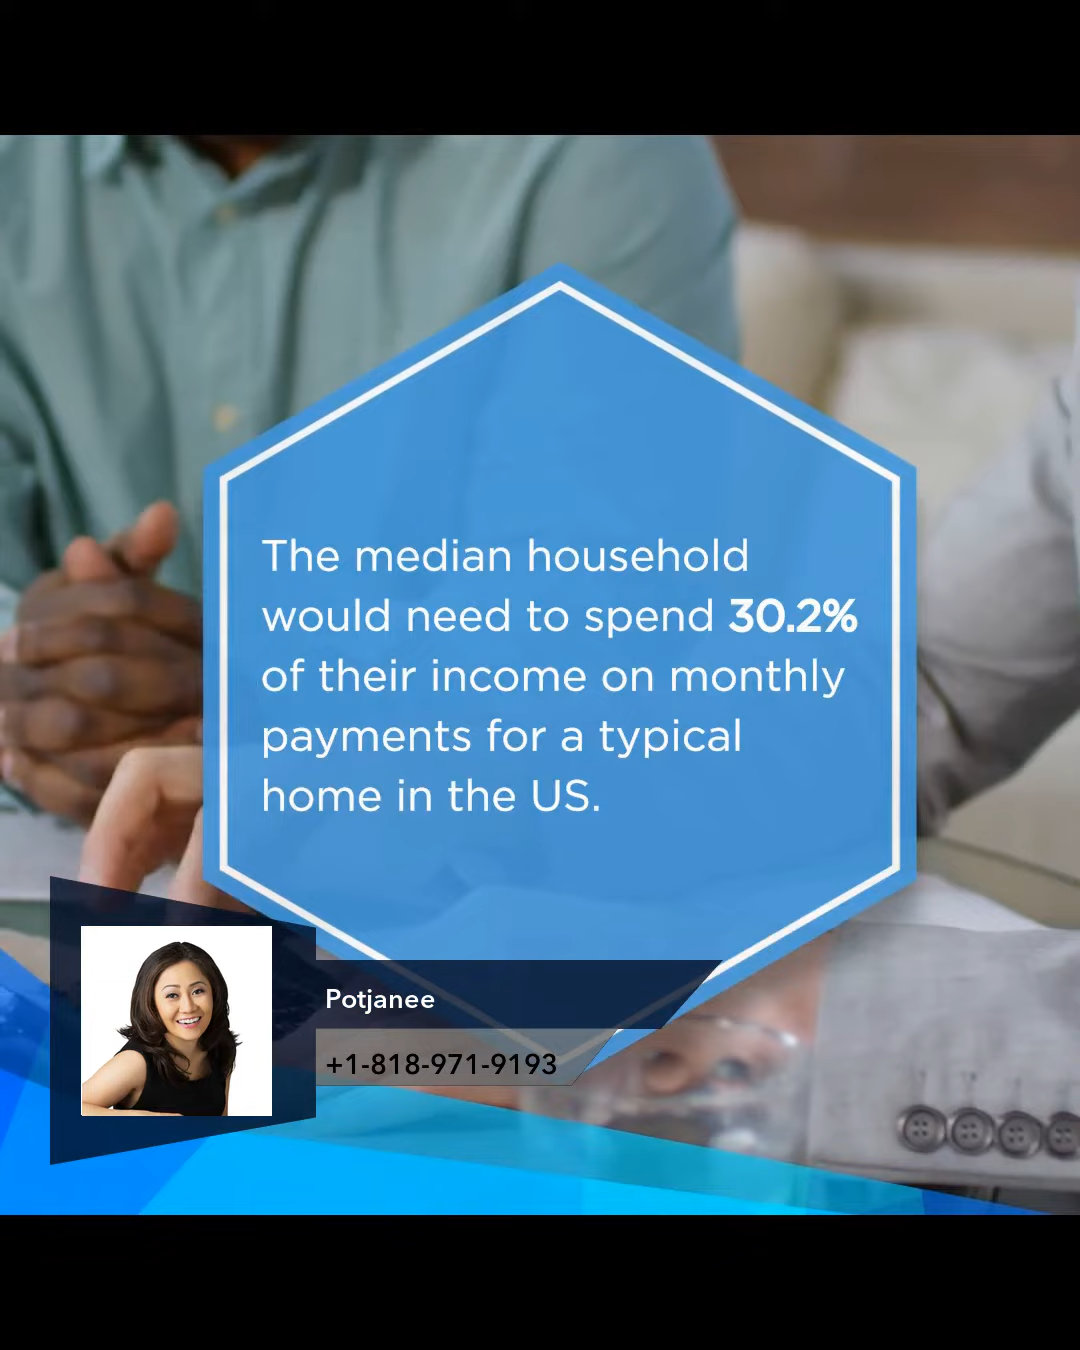 The median household
would need to spend 30.2%
of their income on monthly
payments for a typical
home in the US.
Potjanee
+1-818-971-9193